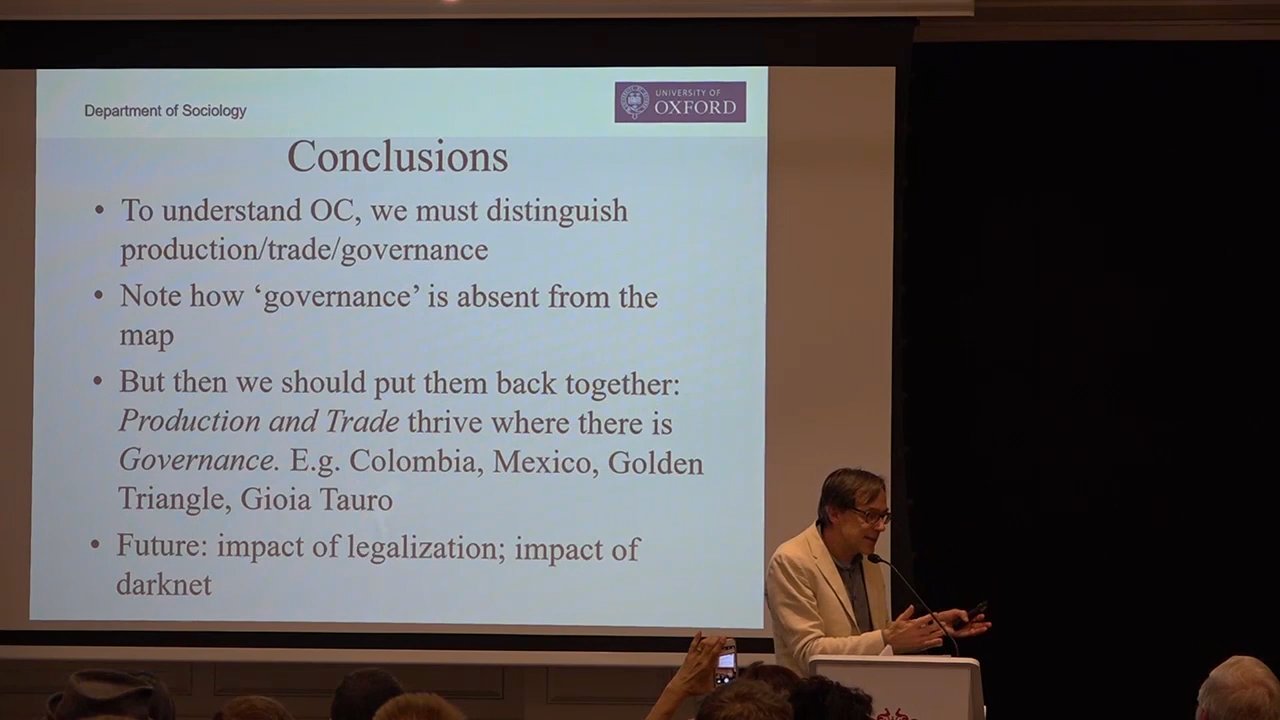 Department of Sociology
UNIVERSITY OF
OXFORD
Conclusions
• To understand OC, we must distinguish
production/trade/governance
• Note how ‘governance’ is absent from the
map
• But then we should put them back together:
Production and Trade thrive where there is
Governance. E.g. Colombia, Mexico, Golden
Triangle, Gioia Tauro
• Future: impact of legalization; impact of
darknet